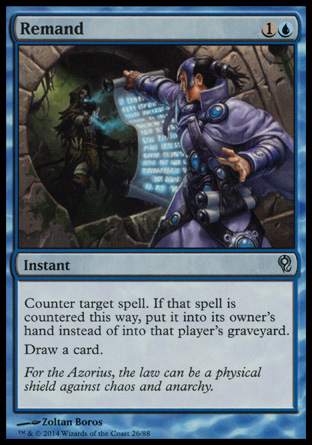 Remand 1
Instant
Counter target spell. If that spell is
countered this way, put it into its owner's
hand instead of into that player's graveyard.
Draw a card.
For the Azorius, the law can be a physical
shield against chaos and anarchy.
Zoltan Boros
™ & © 2014 Wizards of the Coast 26/88